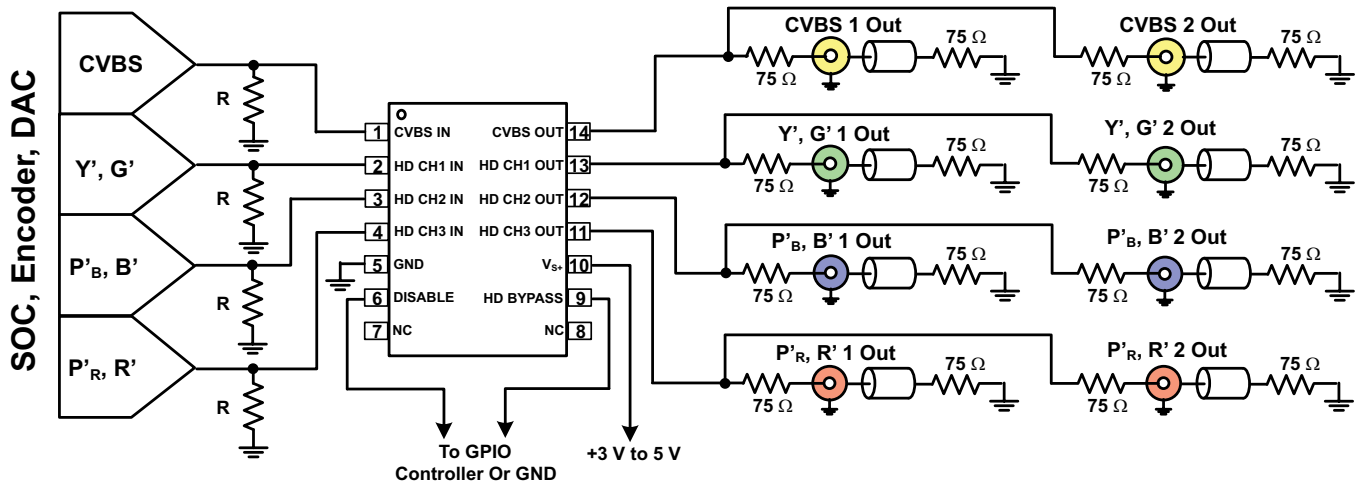 SOC, Encoder, DAC
CVBS
Y', G'
P'B, B'
P'R, R'
R
R
R
R
1 CVBS IN
2 HD CH1 IN
3 HD CH2 IN
4 HD CH3 IN
5 GND
6 DISABLE
7 NC
CVBS OUT 14
HD CH1 OUT 13
HD CH2 OUT 12
HD CH3 OUT 11
VS+ 10
HD BYPASS 9
NC 8
To GPIO
Controller Or GND
+3 V to 5 V
CVBS 1 Out
75 Ω
75 Ω
CVBS 2 Out
75 Ω
75 Ω
Y', G' 1 Out
75 Ω
75 Ω
Y', G' 2 Out
75 Ω
75 Ω
P'B, B' 1 Out
75 Ω
75 Ω
P'B, B' 2 Out
75 Ω
75 Ω
P'R, R' 1 Out
75 Ω
75 Ω
P'R, R' 2 Out
75 Ω
75 Ω